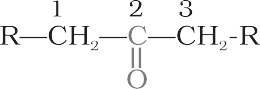 1 2 3
R—CH₂—C—CH₂-R
O